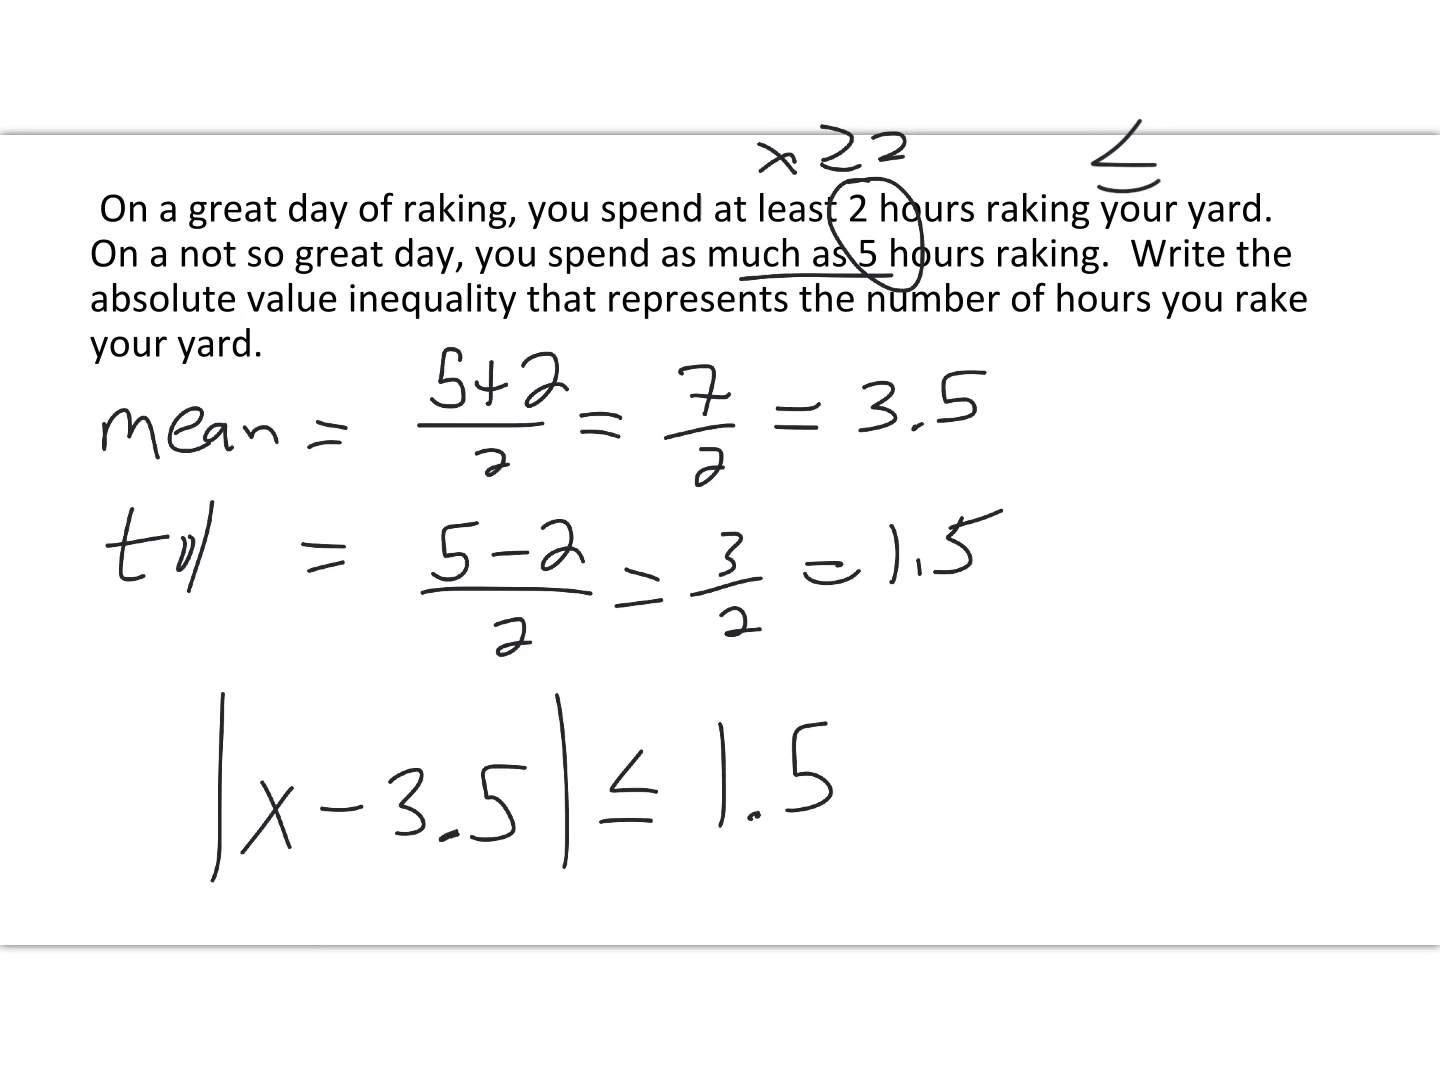 x ≥ 2 ≤
On a great day of raking, you spend at least 2 hours raking your yard.
On a not so great day, you spend as much as 5 hours raking.  Write the
absolute value inequality that represents the number of hours you rake
your yard.
mean = 5+2/2 = 7/2 = 3.5
tol = 5-2/2 = 3/2 = 1.5
|x - 3.5| ≤ 1.5